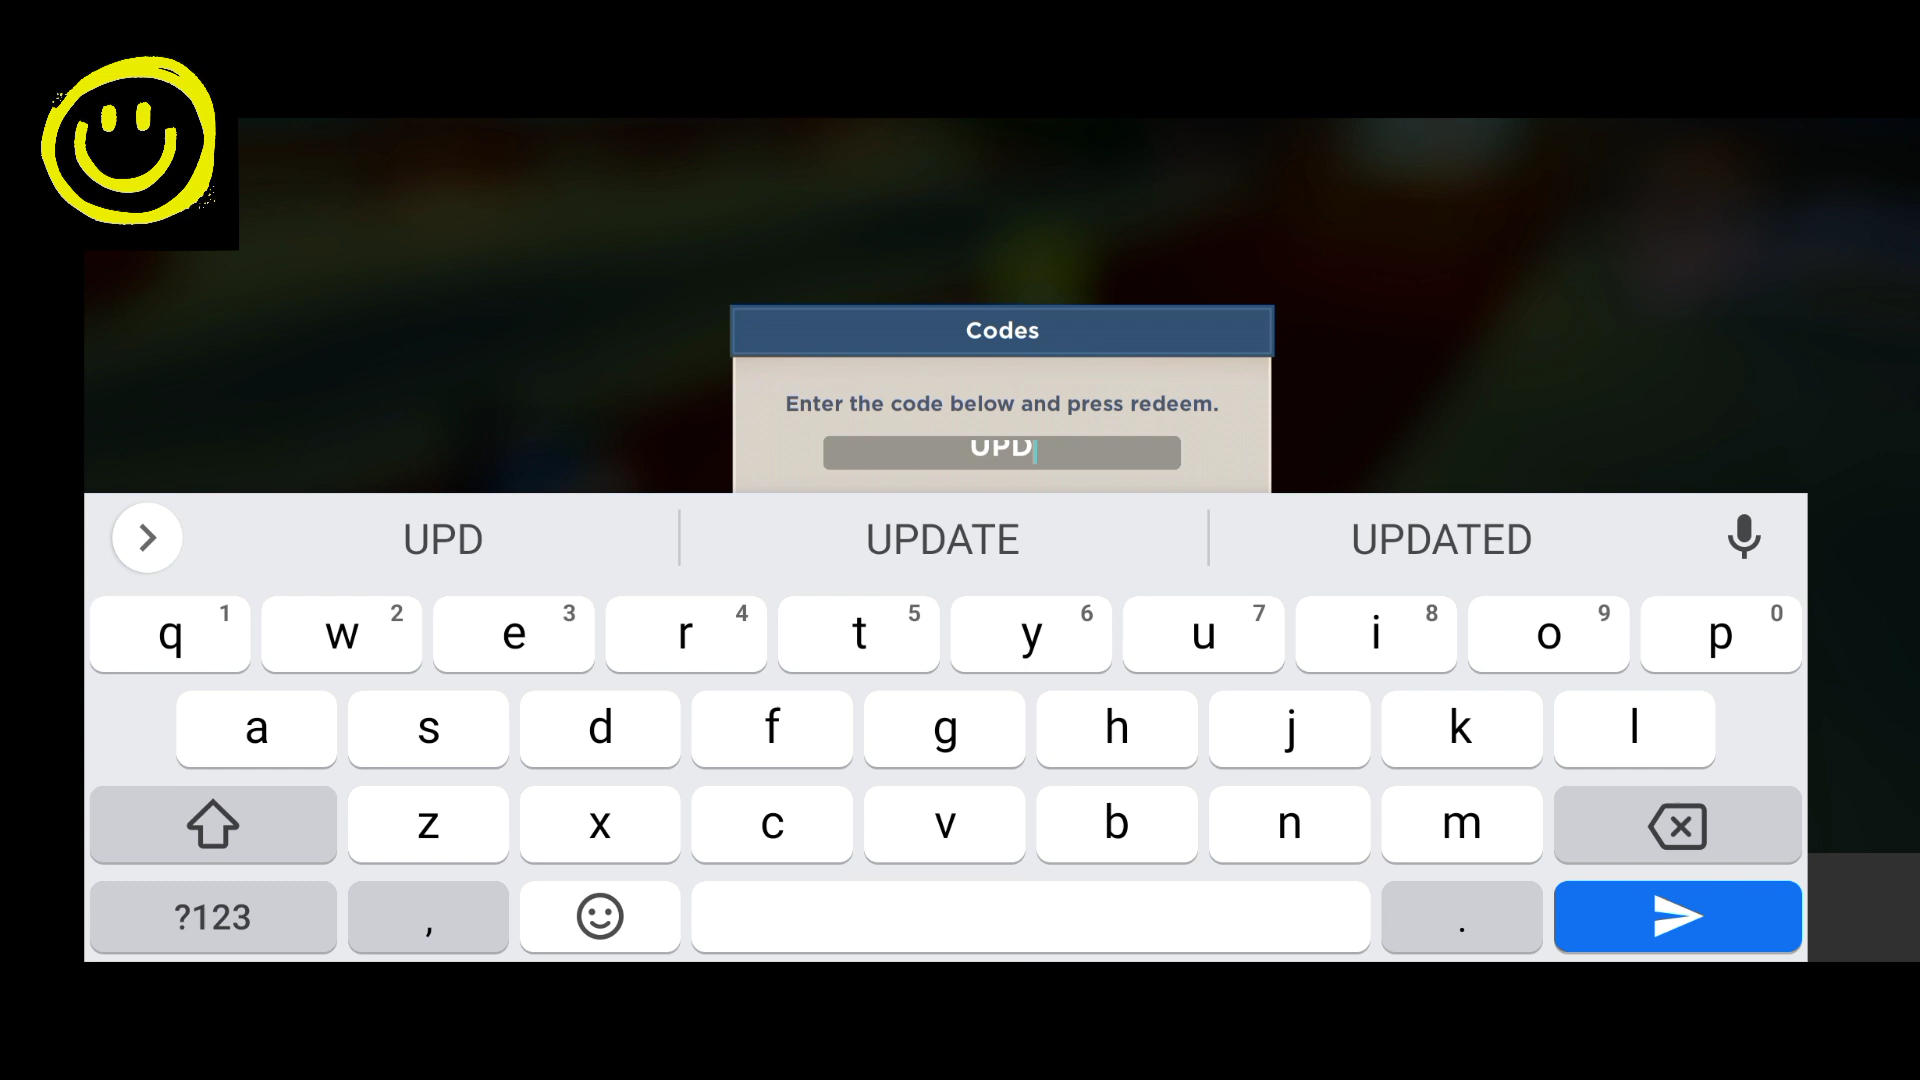 Codes
Enter the code below and press redeem.
UPD
UPD UPDATE UPDATED
q 1 w 2 e 3 r 4 t 5 y 6 u 7 i 8 o 9 p 0
a s d f g h j k l
z x c v b n m
?123 , .